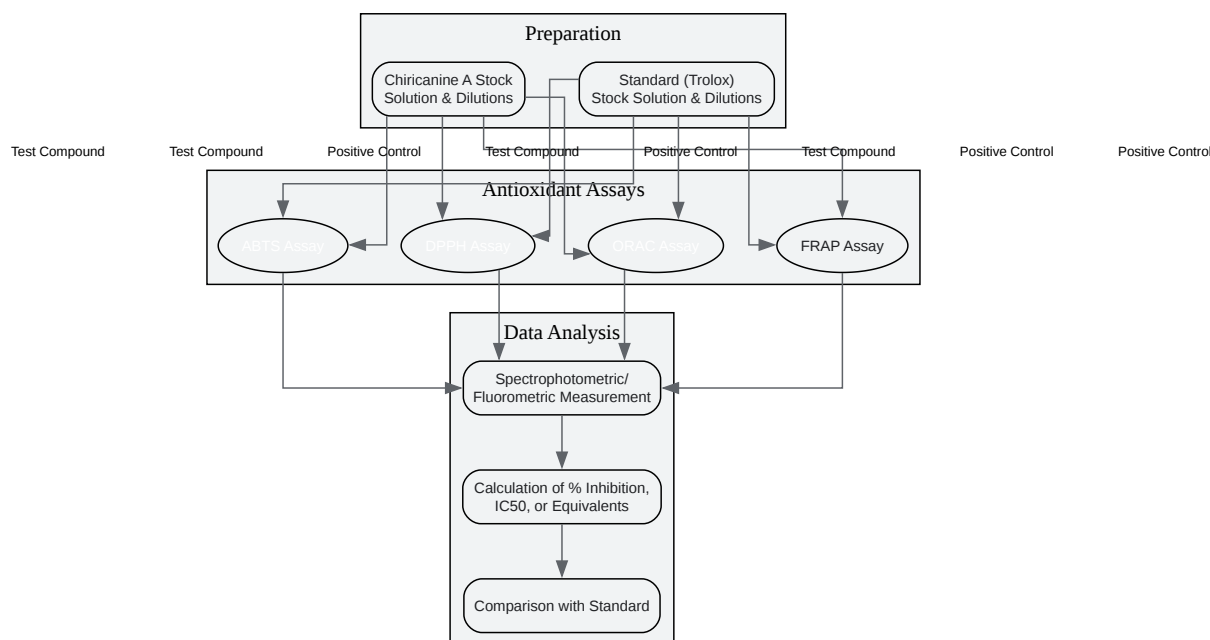 Preparation
Chiricanine A Stock
Solution & Dilutions
Standard (Trolox)
Stock Solution & Dilutions
Test Compound
Test Compound
Positive Control
Test Compound
Positive Control
Test Compound
Positive Control
Positive Control
Antioxidant Assays
ABTS Assay
DPPH Assay
ORAC Assay
FRAP Assay
Data Analysis
Spectrophotometric/
Fluorometric Measurement
Calculation of % Inhibition,
IC50, or Equivalents
Comparison with Standard